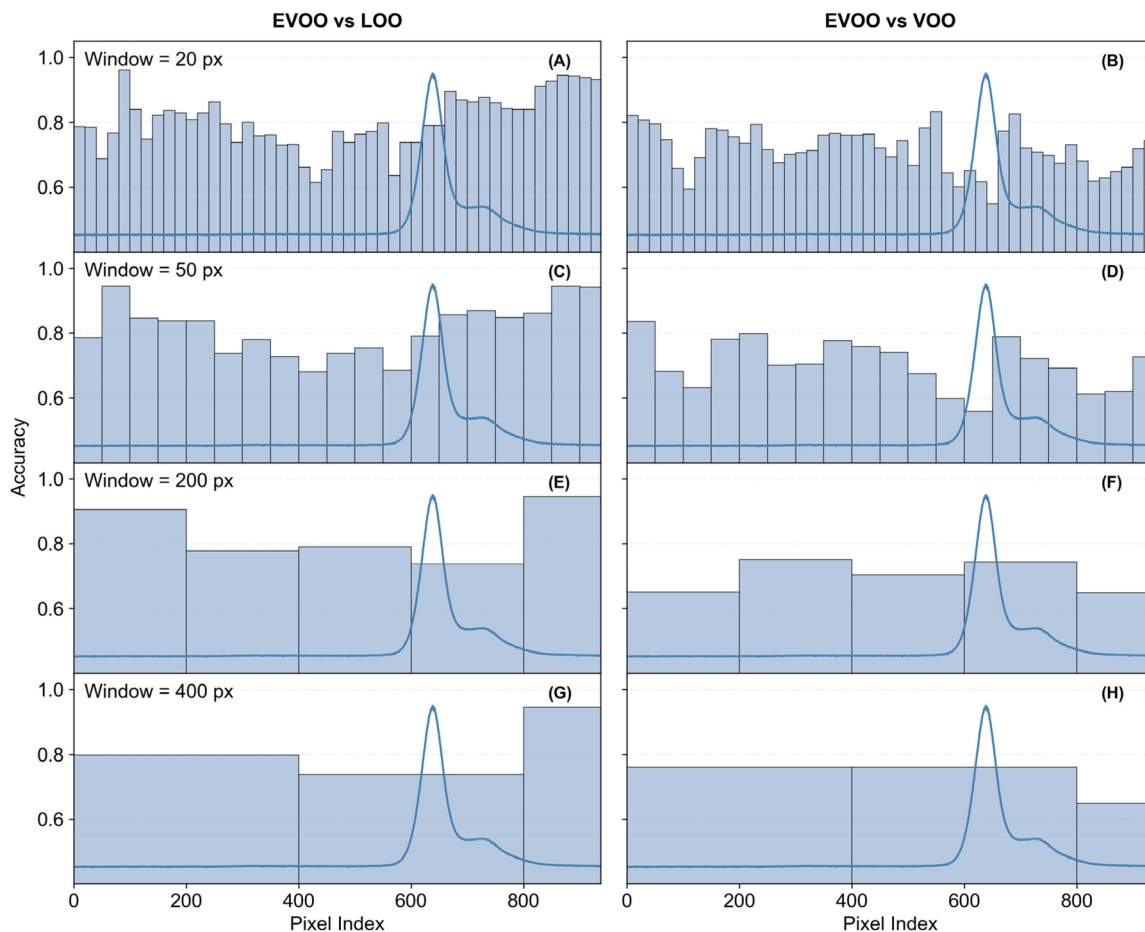 EVOO vs LOO
EVOO vs VOO
Window = 20 px
(A)
(B)
1.0
0.8
0.6
Window = 50 px
(C)
(D)
1.0
0.8
0.6
Window = 200 px
(E)
(F)
1.0
0.8
0.6
Window = 400 px
(G)
(H)
1.0
0.8
0.6
Accuracy
0 200 400 600 800
0 200 400 600 800
Pixel Index
Pixel Index